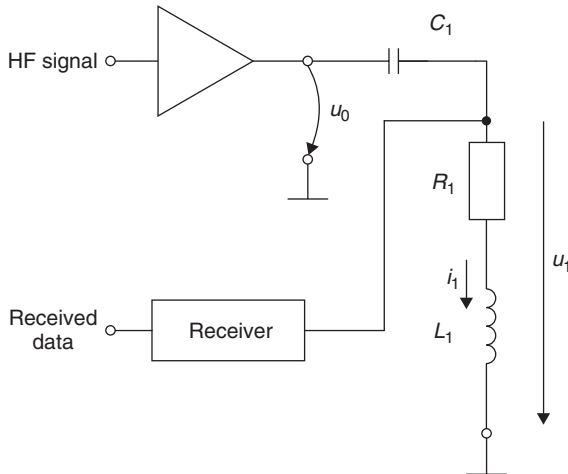 C1
HF signal
u0
R1
u1
i1
Received
data
Receiver
L1